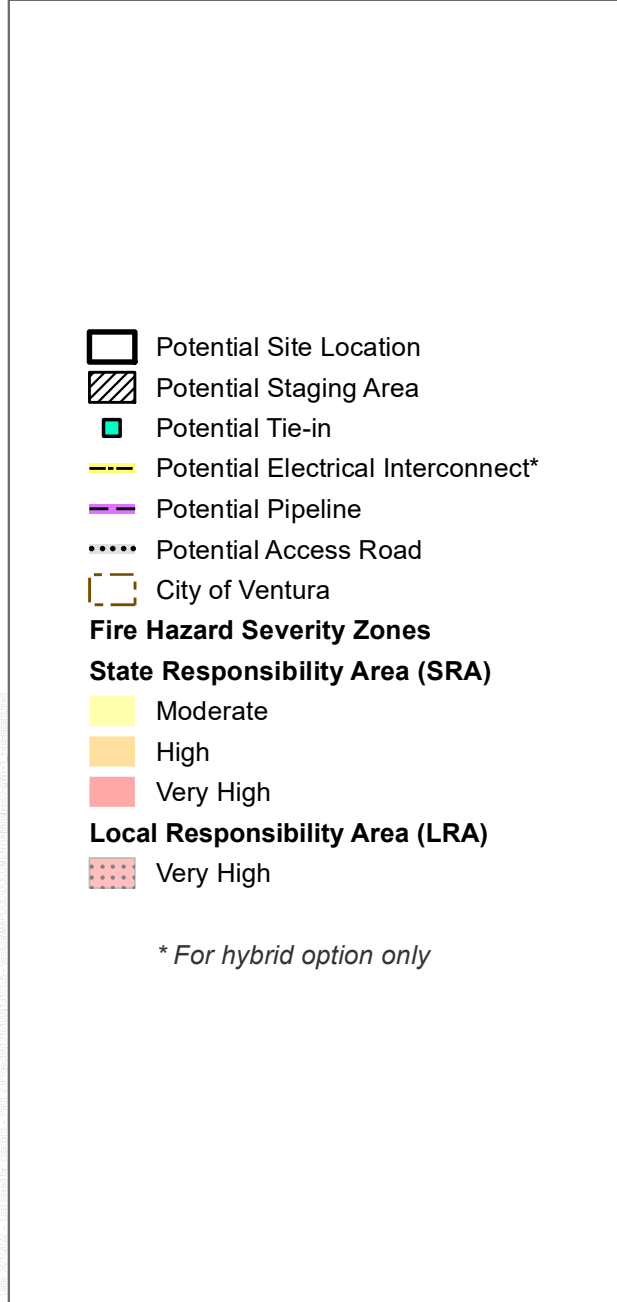 Potential Site Location
Potential Staging Area
Potential Tie-in
Potential Electrical Interconnect*
Potential Pipeline
Potential Access Road
City of Ventura
Fire Hazard Severity Zones
State Responsibility Area (SRA)
Moderate
High
Very High
Local Responsibility Area (LRA)
Very High
* For hybrid option only